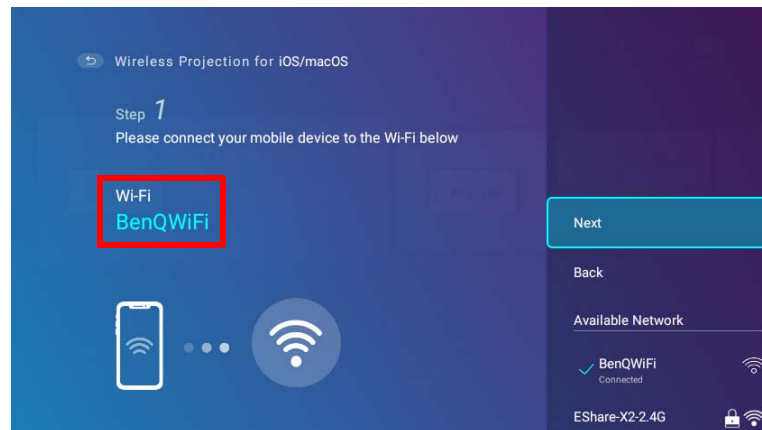 Wireless Projection for iOS/macOS
Step 1
Please connect your mobile device to the Wi-Fi below
Wi-Fi
BenQWiFi
Next
Back
Available Network
BenQWiFi
Connected
EShare-X2-2.4G